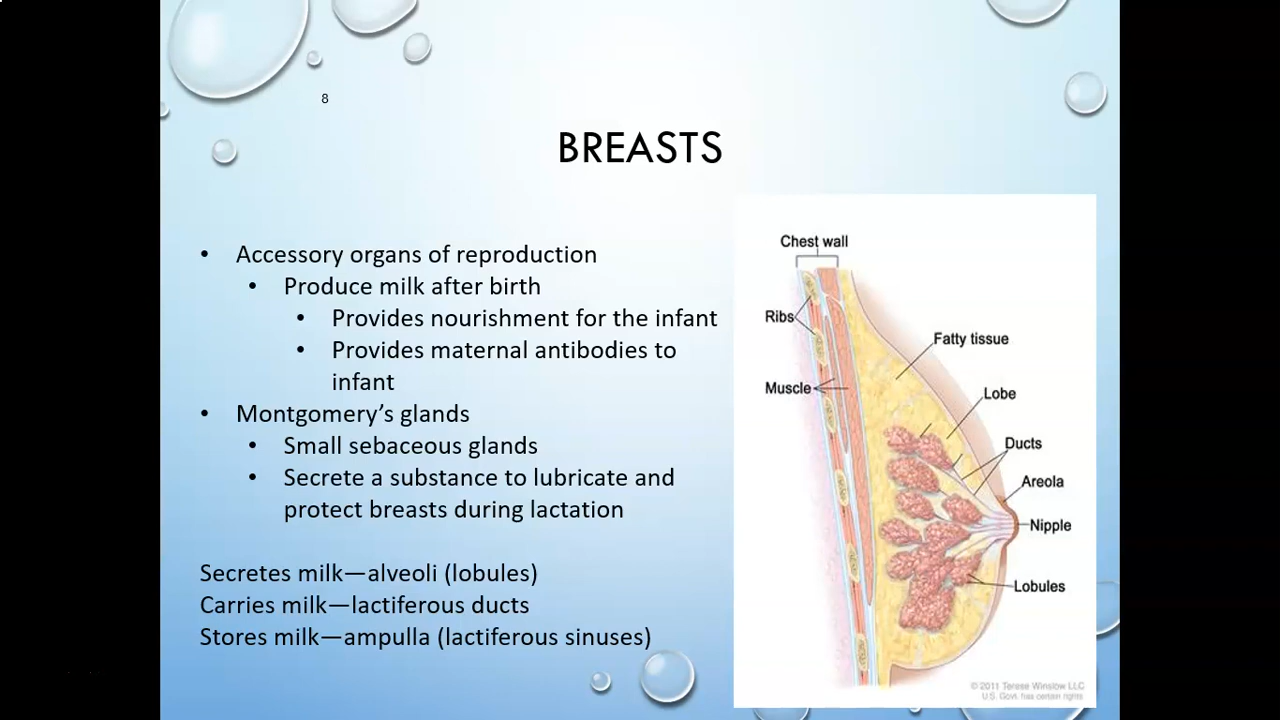 8
BREASTS
• Accessory organs of reproduction
• Produce milk after birth
• Provides nourishment for the infant
• Provides maternal antibodies to
infant
• Montgomery’s glands
• Small sebaceous glands
• Secrete a substance to lubricate and
protect breasts during lactation
Secretes milk—alveoli (lobules)
Carries milk—lactiferous ducts
Stores milk—ampulla (lactiferous sinuses)
Chest wall
Ribs
Fatty tissue
Muscle
Lobe
Ducts
Areola
Nipple
Lobules
© 2011 Terese Winslow LLC
U.S. Govt. has certain rights